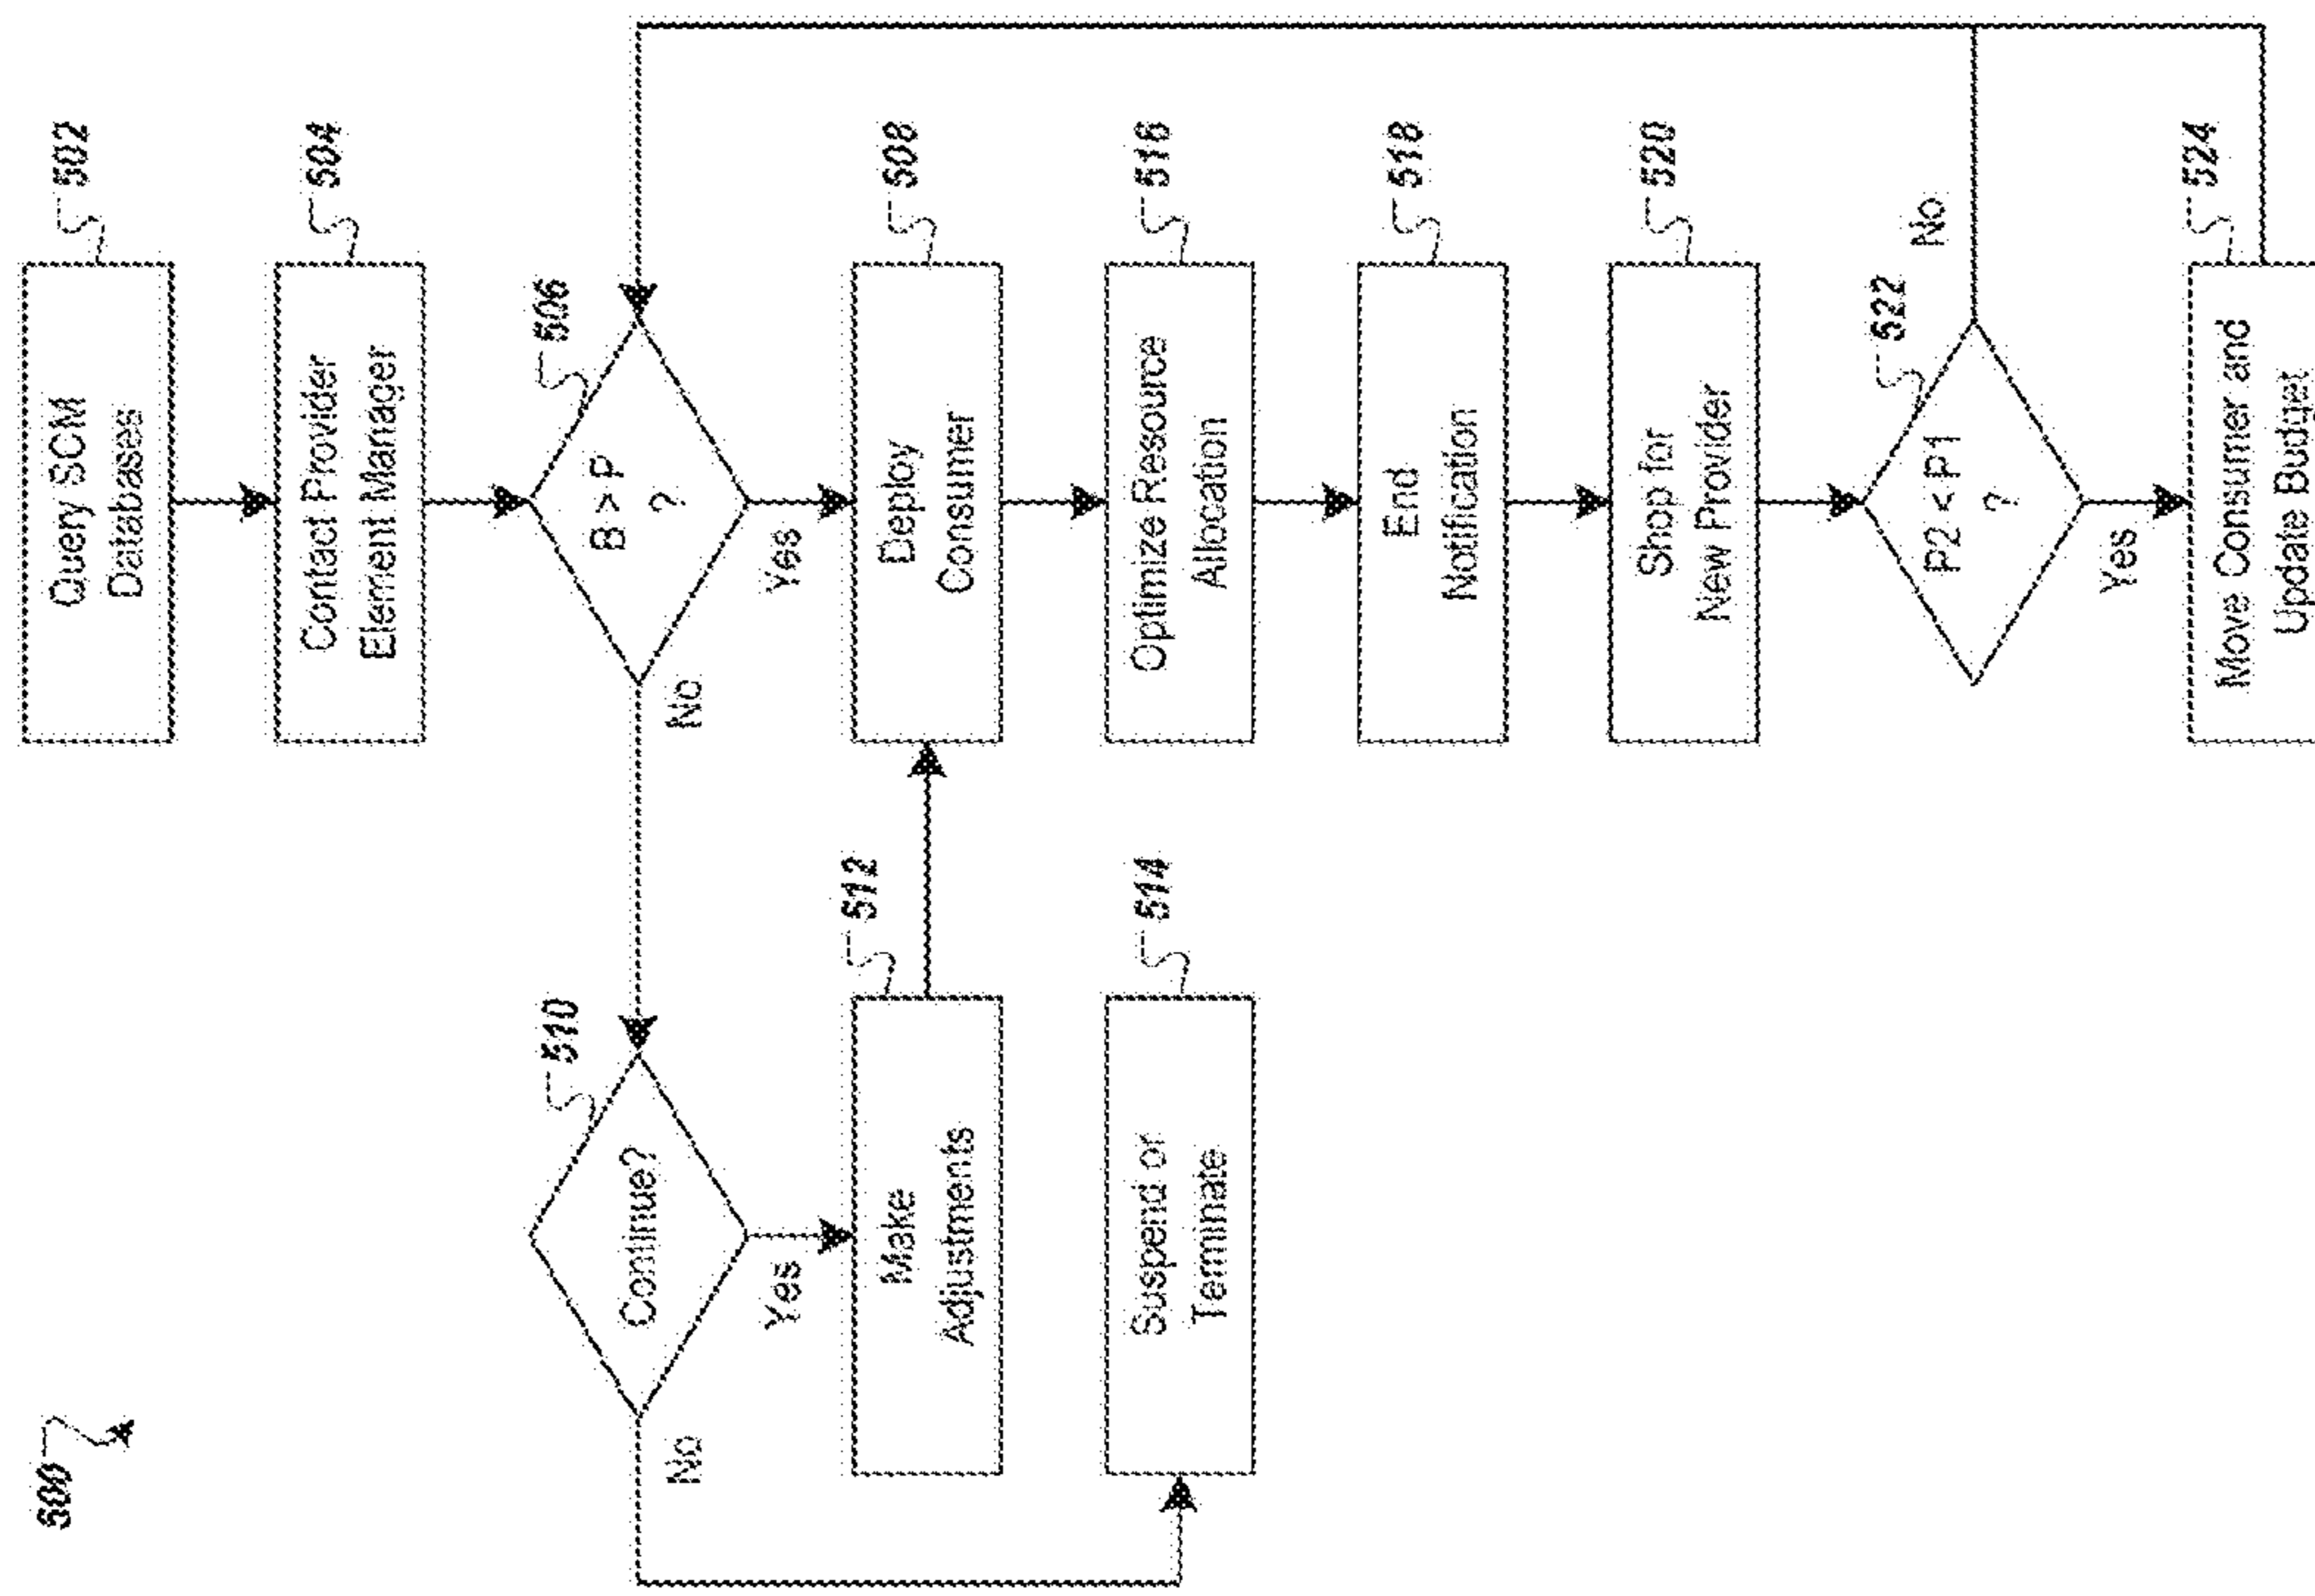 500
Query SCM
Databases
502
Contact Provider
Element Manager
504
B > P
?
506
No
Yes
Continue?
510
No
Yes
Deploy
Consumer
508
Make
Adjustments
512
Optimize Resource
Allocation
516
Suspend or
Terminate
514
End
Notification
518
Shop for
New Provider
520
P2 < P1
?
522
No
Yes
Move Consumer and
Update Budget
524